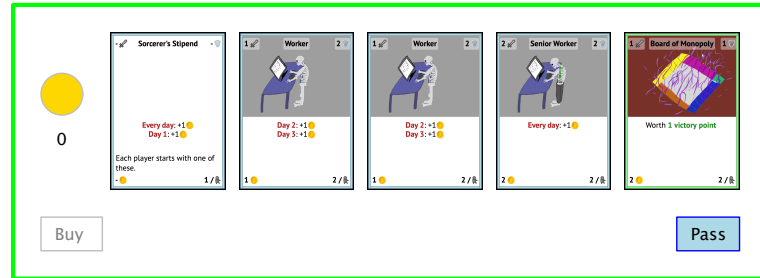 0
Buy
- Sorcerer's Stipend -
Every day: +1
Day 1: +1
Each player starts with one of
these.
- 1 /
1 Worker 2
Day 2: +1
Day 3: +1
1 2 /
1 Worker 2
Day 2: +1
Day 3: +1
1 2 /
2 Senior Worker 2
Every day: +1
2 2 /
1 Board of Monopoly 1
Worth 1 victory point
2 2 /
Pass